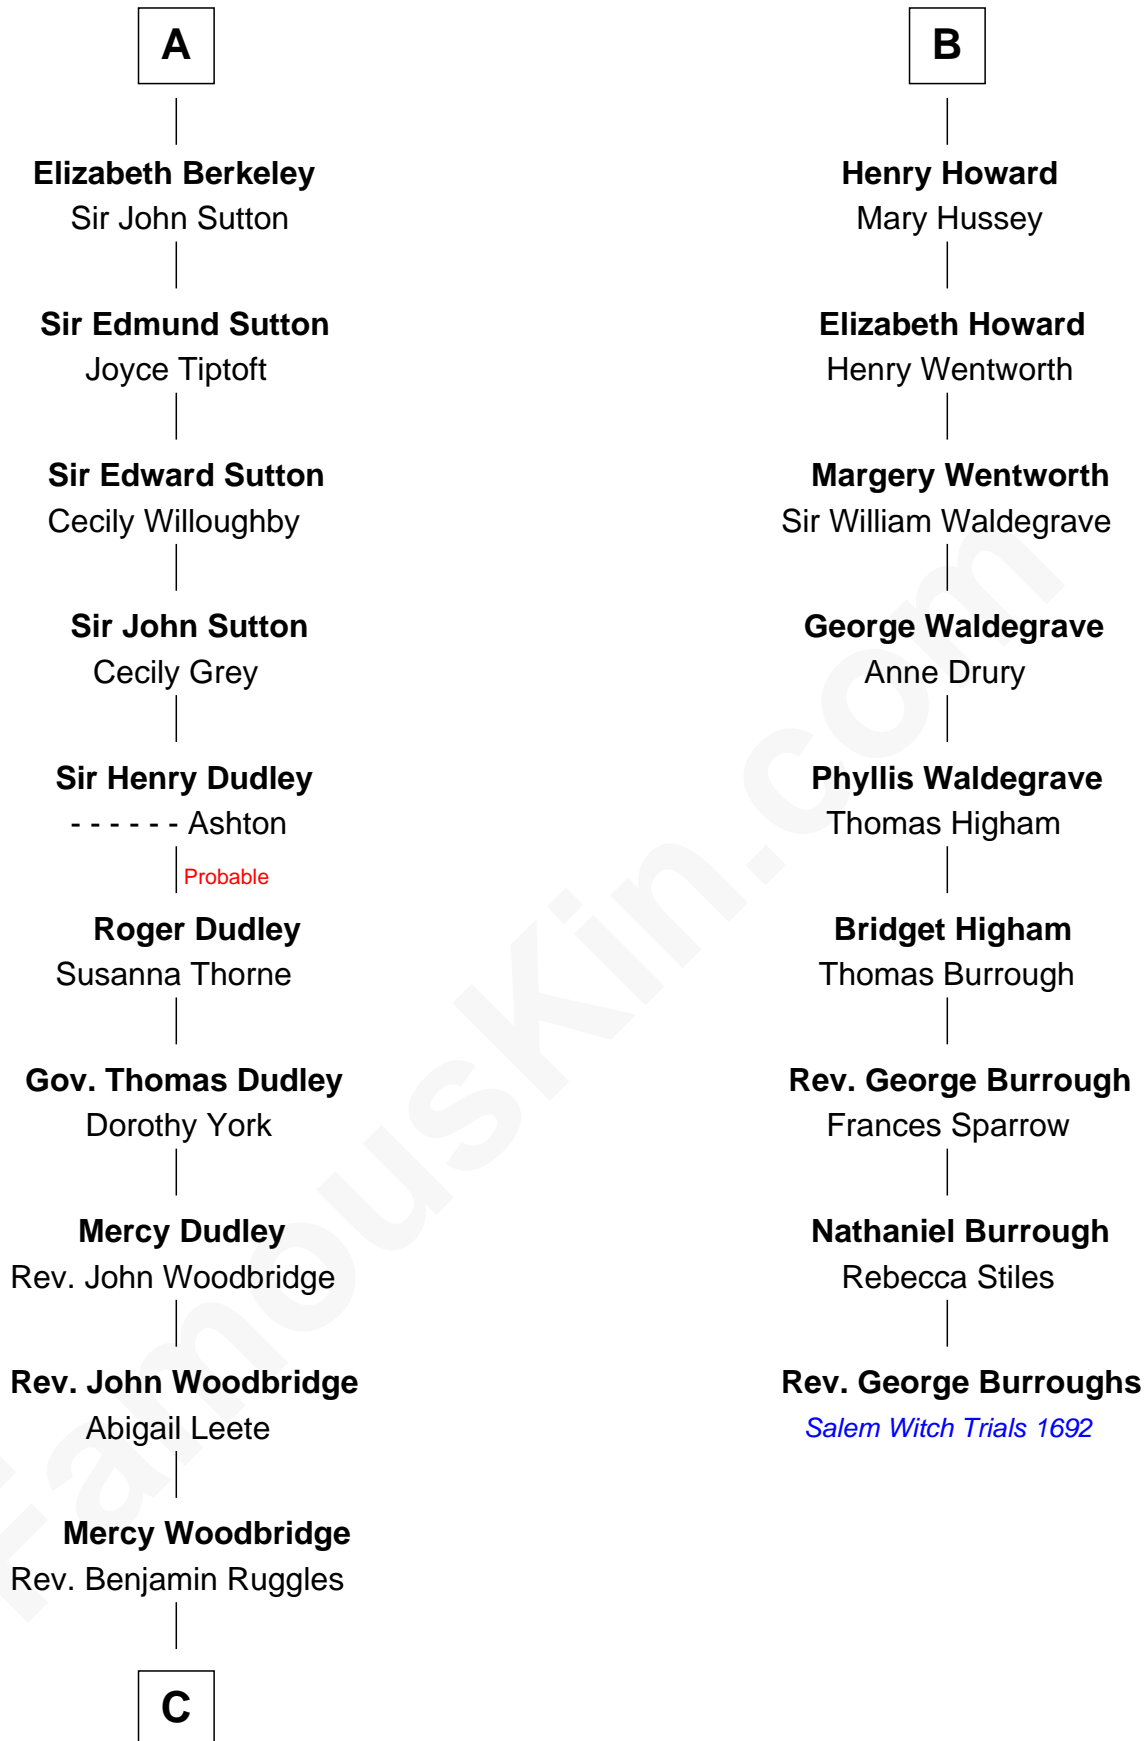 A
Elizabeth Berkeley
Sir John Sutton
Sir Edmund Sutton
Joyce Tiptoft
Sir Edward Sutton
Cecily Willoughby
Sir John Sutton
Cecily Grey
Sir Henry Dudley
- - - - - - Ashton
Probable
Roger Dudley
Susanna Thorne
Gov. Thomas Dudley
Dorothy York
Mercy Dudley
Rev. John Woodbridge
Rev. John Woodbridge
Abigail Leete
Mercy Woodbridge
Rev. Benjamin Ruggles
C
B
Henry Howard
Mary Hussey
Elizabeth Howard
Henry Wentworth
Margery Wentworth
Sir William Waldegrave
George Waldegrave
Anne Drury
Phyllis Waldegrave
Thomas Higham
Bridget Higham
Thomas Burrough
Rev. George Burrough
Frances Sparrow
Nathaniel Burrough
Rebecca Stiles
Rev. George Burroughs
Salem Witch Trials 1692
FamousKin.com